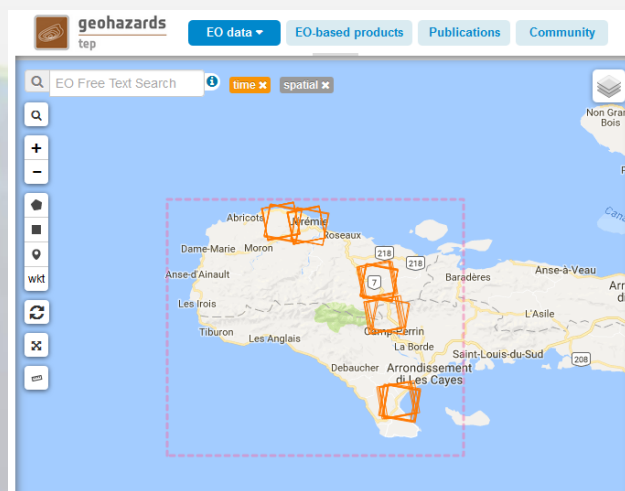 geohazards
tep
EO data
EO-based products
Publications
Community
EO Free Text Search
time ×
spatial ×
Non Gran
Bois
Abricots
Jérémie
Roseaux
Dame-Marie
Moron
218
218
Anse-d'Ainault
7
Baradères
Anse-à-Veau
wkt
Les Irois
L'Asile
Tiburon
Les Anglais
Camp-Perrin
La Borde
Saint-Louis-du-Sud
208
Debaucher
Arrondissement
di Les Cayes